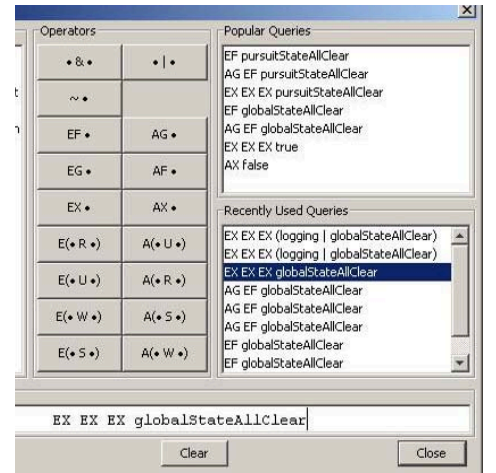 Operators
• & •
• | •
~ •
EF •
AG •
EG •
AF •
EX •
AX •
E(• R •)
A(• U •)
E(• U •)
A(• R •)
E(• W •)
A(• S •)
E(• S •)
A(• W •)
Popular Queries
EF pursuitStateAllClear
AG EF pursuitStateAllClear
EX EX EX pursuitStateAllClear
EF globalStateAllClear
AG EF globalStateAllClear
EX EX EX true
AX false
Recently Used Queries
EX EX EX (logging | globalStateAllClear)
EX EX EX (logging | globalStateAllClear)
EX EX EX globalStateAllClear
AG EF globalStateAllClear
AG EF globalStateAllClear
AG EF globalStateAllClear
EF globalStateAllClear
EF globalStateAllClear
EX EX EX globalStateAllClear
Clear
Close